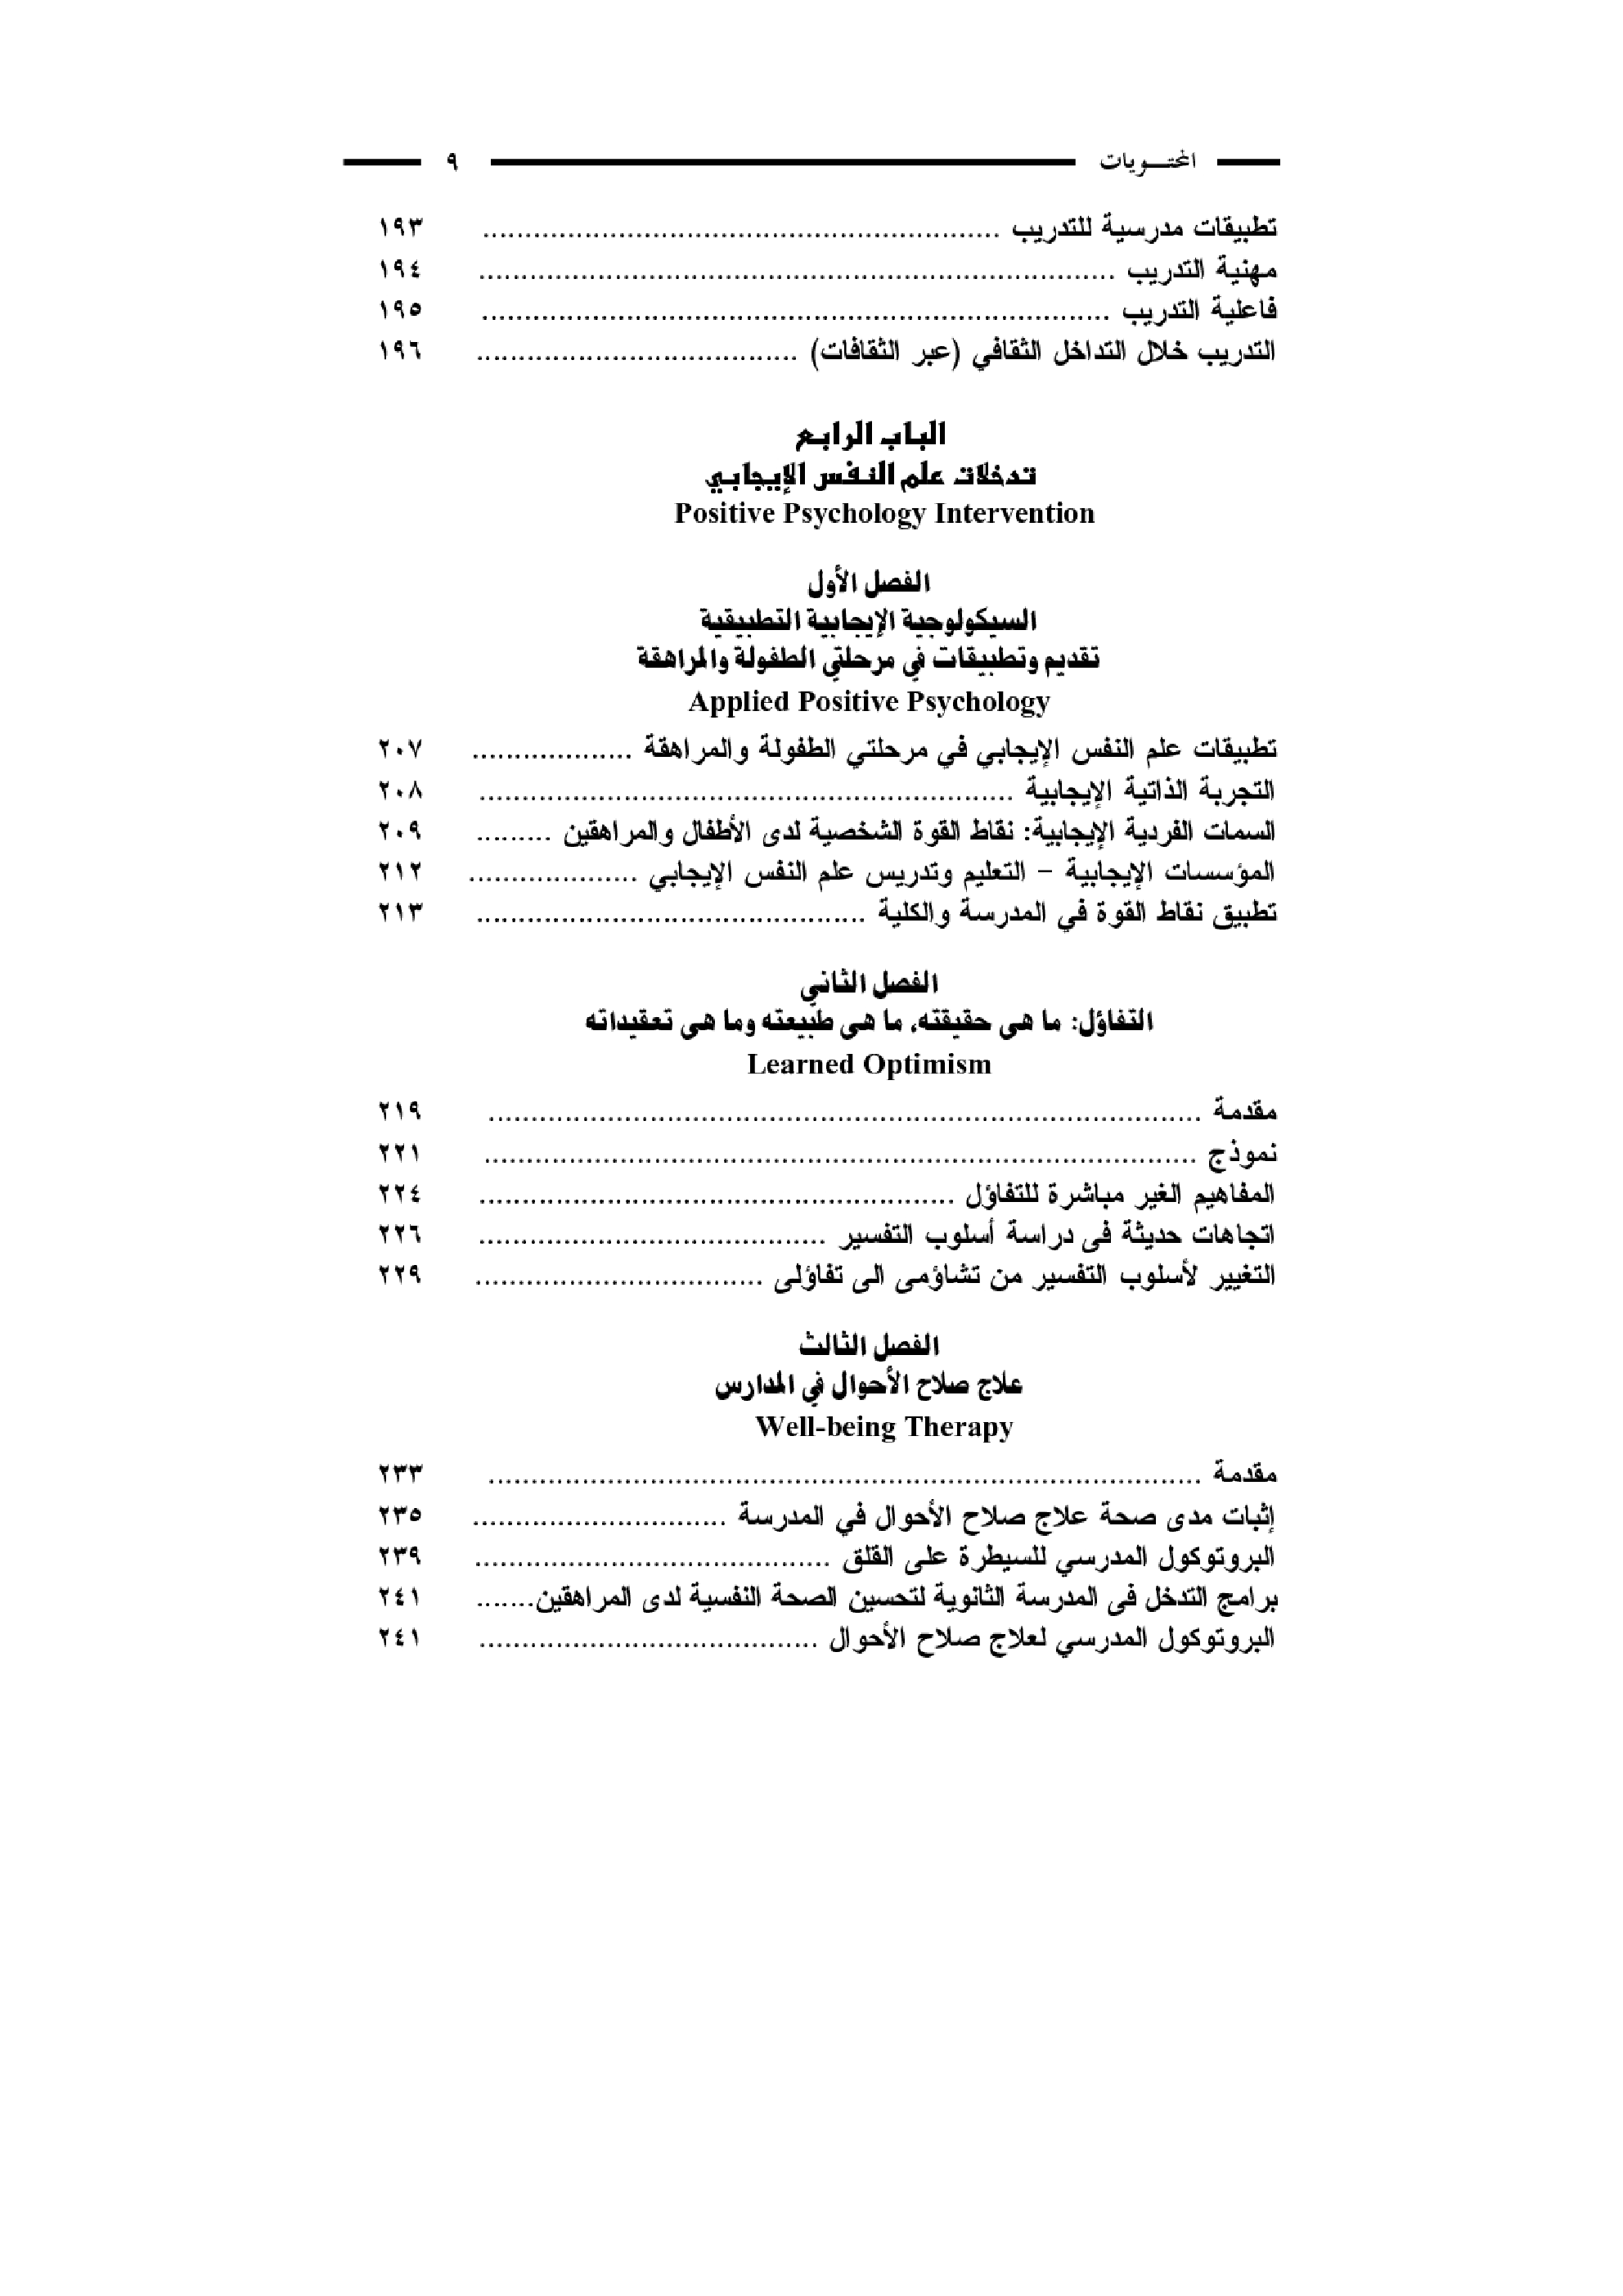 المحتـــويات ٩
تطبيقات مدرسية للتدريب ............................................................. ١٩٣
مهنية التدريب ........................................................................... ١٩٤
فاعلية التدريب .......................................................................... ١٩٥
التدريب خلال التداخل الثقافي (عبر الثقافات) ...................................... ١٩٦
الباب الرابع
تدخلات علم النفس الإيجابي
Positive Psychology Intervention
الفصل الأول
السيكولوجية الإيجابية التطبيقية
تقديم وتطبيقات في مرحلتي الطفولة والمراهقة
Applied Positive Psychology
تطبيقات علم النفس الإيجابي في مرحلتي الطفولة والمراهقة ................... ٢٠٧
التجربة الذاتية الإيجابية ............................................................... ٢٠٨
السمات الفردية الإيجابية: نقاط القوة الشخصية لدى الأطفال والمراهقين ......... ٢٠٩
المؤسسات الإيجابية – التعليم وتدريس علم النفس الإيجابي .................... ٢١٢
تطبيق نقاط القوة في المدرسة والكلية .............................................. ٢١٣
الفصل الثاني
التفاؤل: ما هى حقيقته، ما هى طبيعته وما هى تعقيداته
Learned Optimism
مقدمة .................................................................................... ٢١٩
نموذج .................................................................................... ٢٢١
المفاهيم الغير مباشرة للتفاؤل ........................................................ ٢٢٤
اتجاهات حديثة فى دراسة أسلوب التفسير ......................................... ٢٢٦
التغيير لأسلوب التفسير من تشاؤمى الى تفاؤلى .................................. ٢٢٩
الفصل الثالث
علاج صلاح الأحوال في المدارس
Well-being Therapy
مقدمة .................................................................................... ٢٣٣
إثبات مدى صحة علاج صلاح الأحوال في المدرسة .............................. ٢٣٥
البروتوكول المدرسي للسيطرة على القلق .......................................... ٢٣٩
برامج التدخل فى المدرسة الثانوية لتحسين الصحة النفسية لدى المراهقين....... ٢٤١
البروتوكول المدرسي لعلاج صلاح الأحوال ........................................ ٢٤١